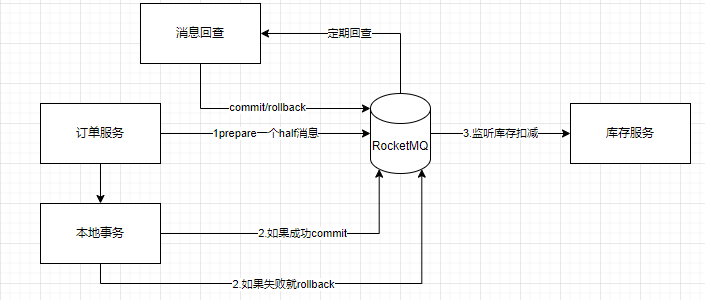 消息回查
定期回查
commit/rollback
订单服务
1prepare一个half消息
RocketMQ
3.监听库存扣减
库存服务
本地事务
2.如果成功commit
2.如果失败就rollback